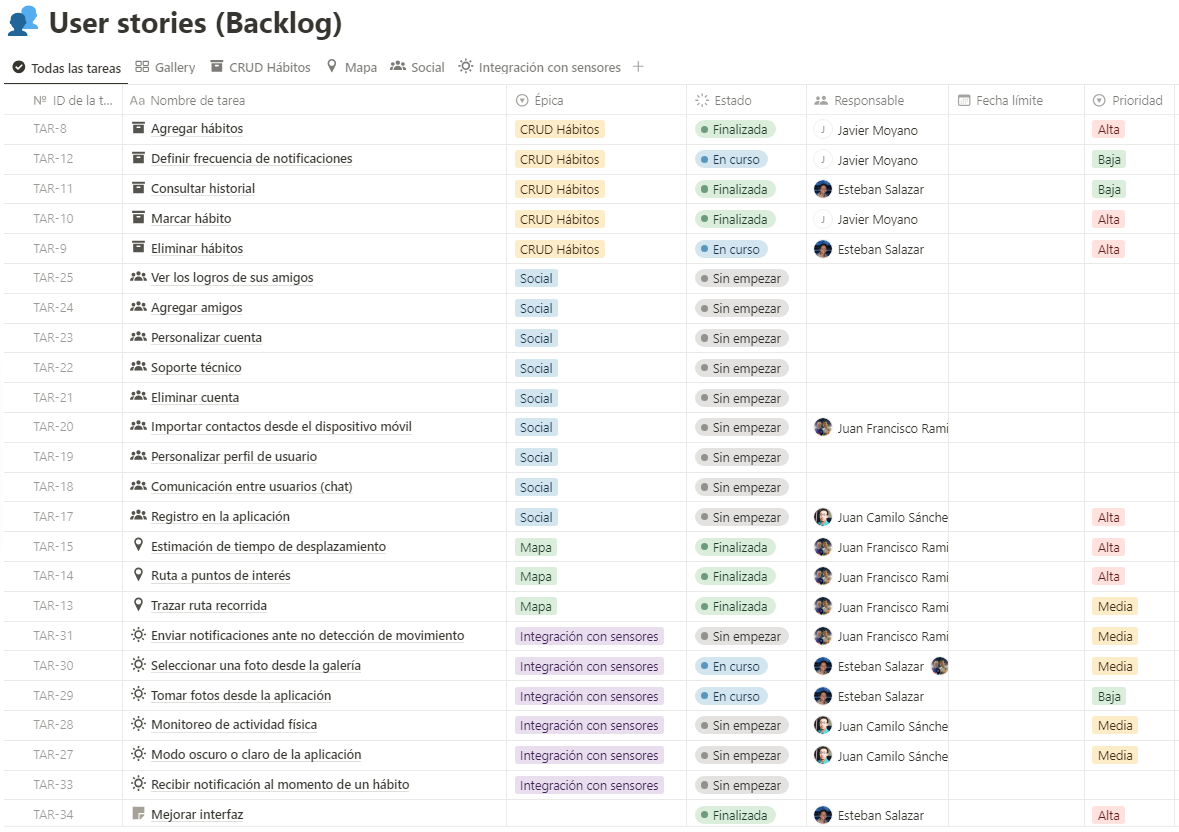 User stories (Backlog)
Todas las tareas Gallery CRUD Hábitos Mapa Social Integración con sensores +
Nº ID de la t... Aa Nombre de tarea Épica Estado Responsable Fecha límite Prioridad
TAR-8 Agregar hábitos CRUD Hábitos Finalizada J Javier Moyano Alta
TAR-12 Definir frecuencia de notificaciones CRUD Hábitos En curso J Javier Moyano Baja
TAR-11 Consultar historial CRUD Hábitos Finalizada Esteban Salazar Baja
TAR-10 Marcar hábito CRUD Hábitos Finalizada J Javier Moyano Alta
TAR-9 Eliminar hábitos CRUD Hábitos En curso Esteban Salazar Alta
TAR-25 Ver los logros de sus amigos Social Sin empezar
TAR-24 Agregar amigos Social Sin empezar
TAR-23 Personalizar cuenta Social Sin empezar
TAR-22 Soporte técnico Social Sin empezar
TAR-21 Eliminar cuenta Social Sin empezar
TAR-20 Importar contactos desde el dispositivo móvil Social Sin empezar Juan Francisco Rami
TAR-19 Personalizar perfil de usuario Social Sin empezar
TAR-18 Comunicación entre usuarios (chat) Social Sin empezar
TAR-17 Registro en la aplicación Social Sin empezar Juan Camilo Sánche Alta
TAR-15 Estimación de tiempo de desplazamiento Mapa Finalizada Juan Francisco Rami Alta
TAR-14 Ruta a puntos de interés Mapa Finalizada Juan Francisco Rami Alta
TAR-13 Trazar ruta recorrida Mapa Finalizada Juan Francisco Rami Media
TAR-31 Enviar notificaciones ante no detección de movimiento Integración con sensores Sin empezar Juan Francisco Rami Media
TAR-30 Seleccionar una foto desde la galería Integración con sensores En curso Esteban Salazar Media
TAR-29 Tomar fotos desde la aplicación Integración con sensores En curso Esteban Salazar Baja
TAR-28 Monitoreo de actividad física Integración con sensores Sin empezar Juan Camilo Sánche Media
TAR-27 Modo oscuro o claro de la aplicación Integración con sensores Sin empezar Juan Camilo Sánche Media
TAR-33 Recibir notificación al momento de un hábito Integración con sensores Sin empezar
TAR-34 Mejorar interfaz Finalizada Esteban Salazar Alta